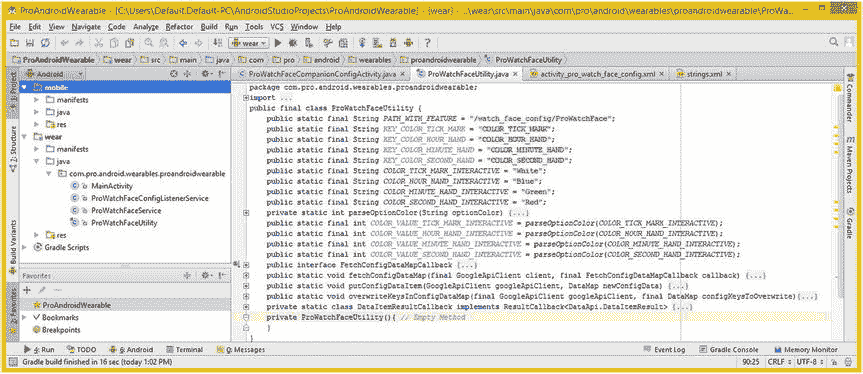 ProAndroidWearable - [C:\Users\Default.Default-PC\AndroidStudioProjects\ProAndroidWearable] - [wear] - ...\wear\src\main\java\com\pro\android\wearables\proandroidwearable\ProWa...
File Edit View Navigate Code Analyze Refactor Build Run Tools VCS Window Help
wear
ProAndroidWearable wear src main java com pro android wearables proandroidwearable ProWatchFaceUtility
Android
ProWatchFaceCompanionConfigActivity.java ProWatchFaceUtility.java activity_pro_watch_face_config.xml strings.xml
1: Project
Z: Structure
Build Variants
2: Favorites
mobile
manifests
java
res
wear
manifests
java
com.pro.android.wearables.proandroidwearable
MainActivity
ProWatchFaceConfigListenerService
ProWatchFaceService
ProWatchFaceUtility
res
Gradle Scripts
Favorites
ProAndroidWearable
Bookmarks
Breakpoints
package com.pro.android.wearables.proandroidwearable;
import ...
public final class ProWatchFaceUtility {
public static final String PATH_WITH_FEATURE = "/watch_face_config/ProWatchFace";
public static final String KEY_COLOR_TICK_MARK = "COLOR_TICK_MARK";
public static final String KEY_COLOR_HOUR_HAND = "COLOR_HOUR_HAND";
public static final String KEY_COLOR_MINUTE_HAND = "COLOR_MINUTE_HAND";
public static final String KEY_COLOR_SECOND_HAND = "COLOR_SECOND_HAND";
public static final String COLOR_TICK_MARK_INTERACTIVE = "White";
public static final String COLOR_HOUR_HAND_INTERACTIVE = "Blue";
public static final String COLOR_MINUTE_HAND_INTERACTIVE = "Green";
public static final String COLOR_SECOND_HAND_INTERACTIVE = "Red";
private static int parseOptionColor(String optionColor) {...}
public static final int COLOR_VALUE_TICK_MARK_INTERACTIVE = parseOptionColor(COLOR_TICK_MARK_INTERACTIVE);
public static final int COLOR_VALUE_HOUR_HAND_INTERACTIVE = parseOptionColor(COLOR_HOUR_HAND_INTERACTIVE);
public static final int COLOR_VALUE_MINUTE_HAND_INTERACTIVE = parseOptionColor(COLOR_MINUTE_HAND_INTERACTIVE);
public static final int COLOR_VALUE_SECOND_HAND_INTERACTIVE = parseOptionColor(COLOR_SECOND_HAND_INTERACTIVE);
public interface FetchConfigDataMapCallback {...}
public static void fetchConfigDataMap(final GoogleApiClient client, final FetchConfigDataMapCallback callback) {...}
public static void putConfigDataItem(GoogleApiClient googleApiClient, DataMap newConfigData) {...}
public static void overwriteKeysInConfigDataMap(final GoogleApiClient googleApiClient, final DataMap configKeysToOverwrite){...}
private static class DataItemResultCallback implements ResultCallback<DataApi.DataItemResult> {...}
private ProWatchFaceUtility(){ // Empty Method
}
}
Commander
Maven Projects
Gradle
4: Run TODO 6: Android Terminal 0: Messages Event Log Gradle Console Memory Monitor
Gradle build finished in 16 sec (today 1:02 PM) 90:25 CRLF UTF-8